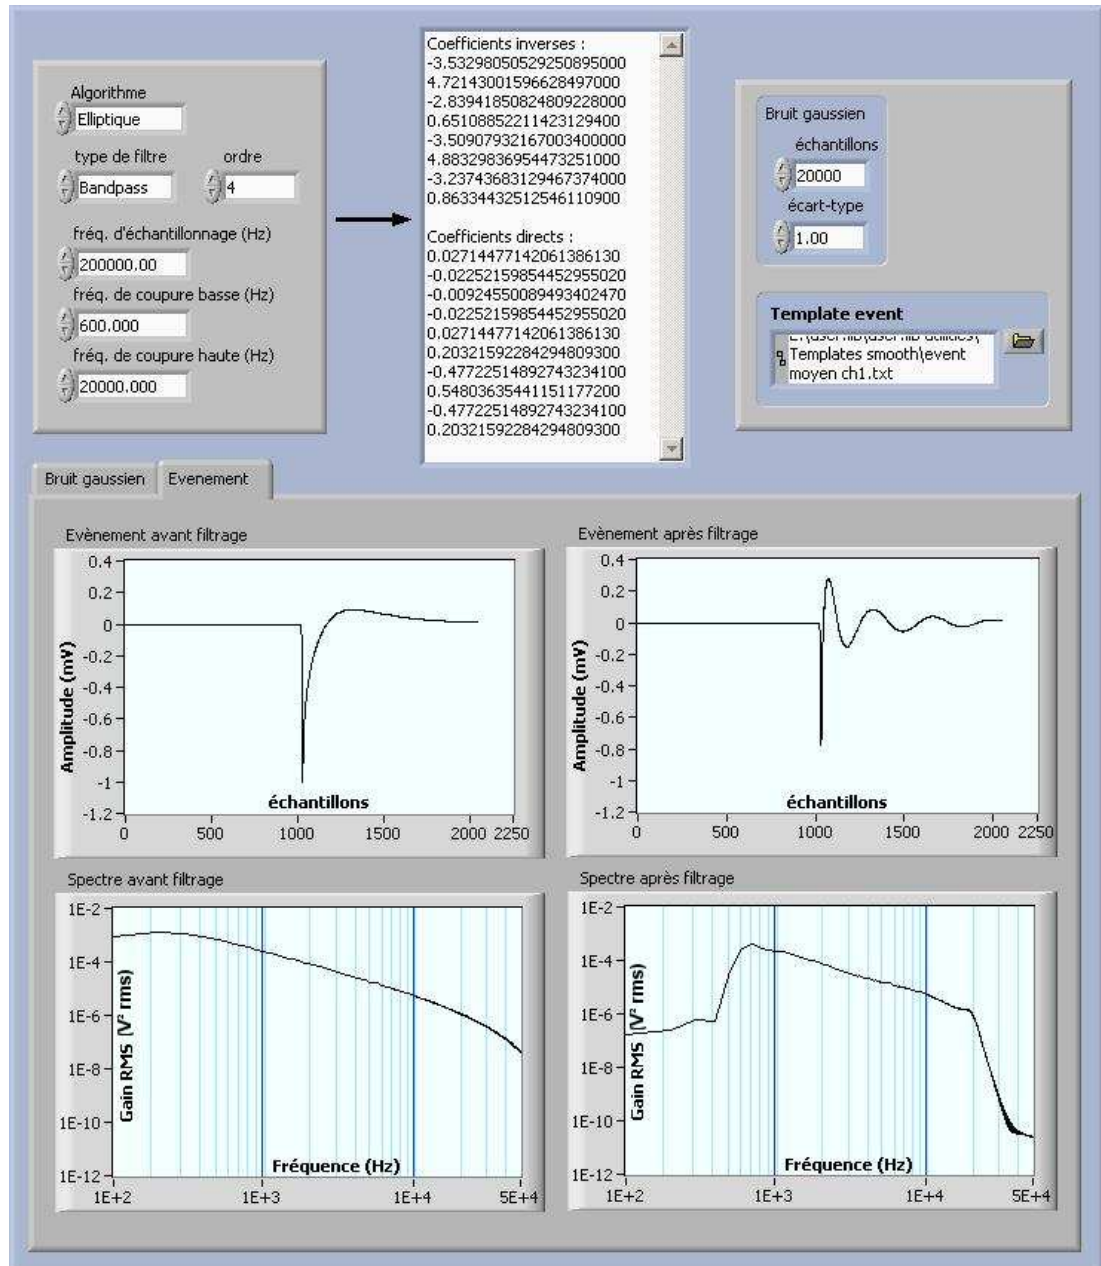 Algorithme
Elliptique
type de filtre
ordre
Bandpass
4
fréq. d'échantillonnage (Hz)
200000.00
fréq. de coupure basse (Hz)
600.000
fréq. de coupure haute (Hz)
20000.000
Coefficients inverses :
-3.53298050529250895000
4.72143001596628497000
-2.83941850824809228000
0.65108852211423129400
-3.50907932167003400000
4.88329836954473251000
-3.23743683129467374000
0.86334432512546110900
Coefficients directs :
0.02714477142061386130
-0.02252159854452955020
-0.00924550089493402470
-0.02252159854452955020
0.02714477142061386130
0.20321592284294809300
-0.47722514892743234100
0.54803635441151177200
-0.47722514892743234100
0.20321592284294809300
Bruit gaussien
échantillons
20000
écart-type
1.00
Template event
Templates smooth\event
moyen ch1.txt
Bruit gaussien
Evenement
Evènement avant filtrage
0.4
0.2
0
-0.2
-0.4
-0.6
-0.8
-1
-1.2
Amplitude (mV)
échantillons
0 500 1000 1500 2000 2250
Evènement après filtrage
0.4
0.2
0
-0.2
-0.4
-0.6
-0.8
-1
-1.2
Amplitude (mV)
échantillons
0 500 1000 1500 2000 2250
Spectre avant filtrage
1E-2
1E-4
1E-6
1E-8
1E-10
1E-12
Gain RMS (V² rms)
Fréquence (Hz)
1E+2 1E+3 1E+4 5E+4
Spectre après filtrage
1E-2
1E-4
1E-6
1E-8
1E-10
1E-12
Gain RMS (V² rms)
Fréquence (Hz)
1E+2 1E+3 1E+4 5E+4